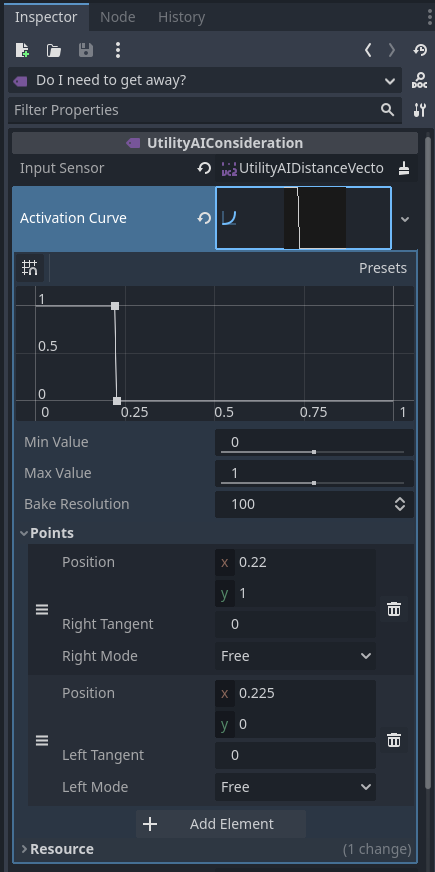 Inspector Node History
Do I need to get away? DOC
Filter Properties
UtilityAIConsideration
Input Sensor UtilityAIDistanceVecto
Activation Curve
Presets
1
0.5
0
0 0.25 0.5 0.75 1
Min Value 0
Max Value 1
Bake Resolution 100
Points
Position x 0.22
y 1
Right Tangent 0
Right Mode Free
Position x 0.225
y 0
Left Tangent 0
Left Mode Free
+ Add Element
Resource (1 change)